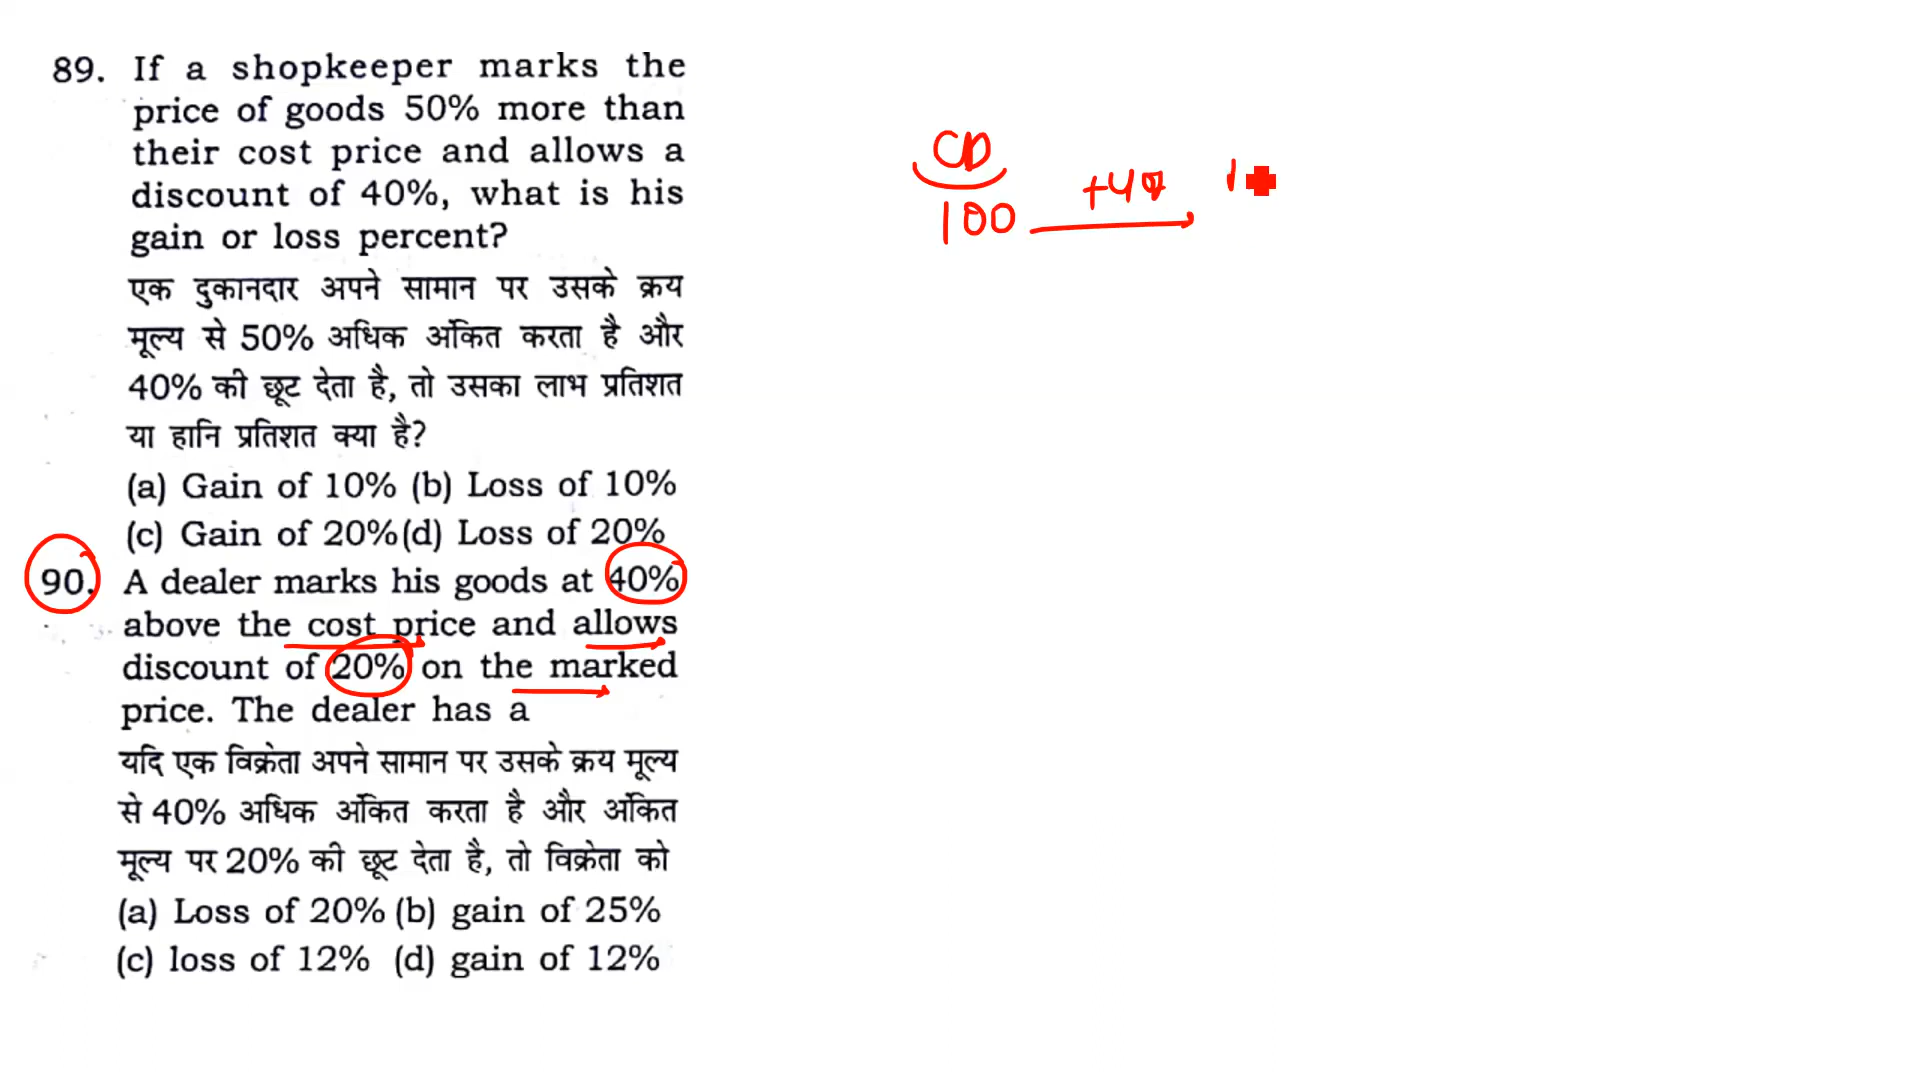 89. If a shopkeeper marks the
price of goods 50% more than
their cost price and allows a
discount of 40%, what is his
gain or loss percent?
एक दुकानदार अपने सामान पर उसके क्रय
मूल्य से 50% अधिक अंकित करता है और
40% की छूट देता है, तो उसका लाभ प्रतिशत
या हानि प्रतिशत क्या है?
(a) Gain of 10% (b) Loss of 10%
(c) Gain of 20% (d) Loss of 20%
90. A dealer marks his goods at 40%
above the cost price and allows
discount of 20% on the marked
price. The dealer has a
यदि एक विक्रेता अपने सामान पर उसके क्रय मूल्य
से 40% अधिक अंकित करता है और अंकित
मूल्य पर 20% की छूट देता है, तो विक्रेता को
(a) Loss of 20% (b) gain of 25%
(c) loss of 12% (d) gain of 12%
100